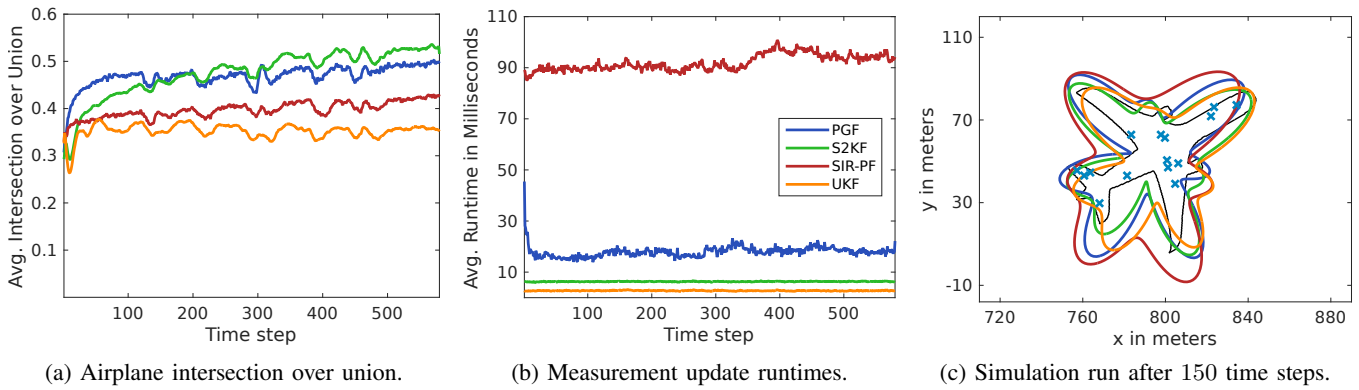 0.6
0.5
0.4
0.3
0.2
0.1
100 200 300 400 500
Avg. Intersection over Union
Time step
(a) Airplane intersection over union.
110
90
70
50
30
10
100 200 300 400 500
Avg. Runtime in Milliseconds
Time step
PGF
S2KF
SIR-PF
UKF
(b) Measurement update runtimes.
110
70
30
-10
720 760 800 840 880
y in meters
x in meters
(c) Simulation run after 150 time steps.